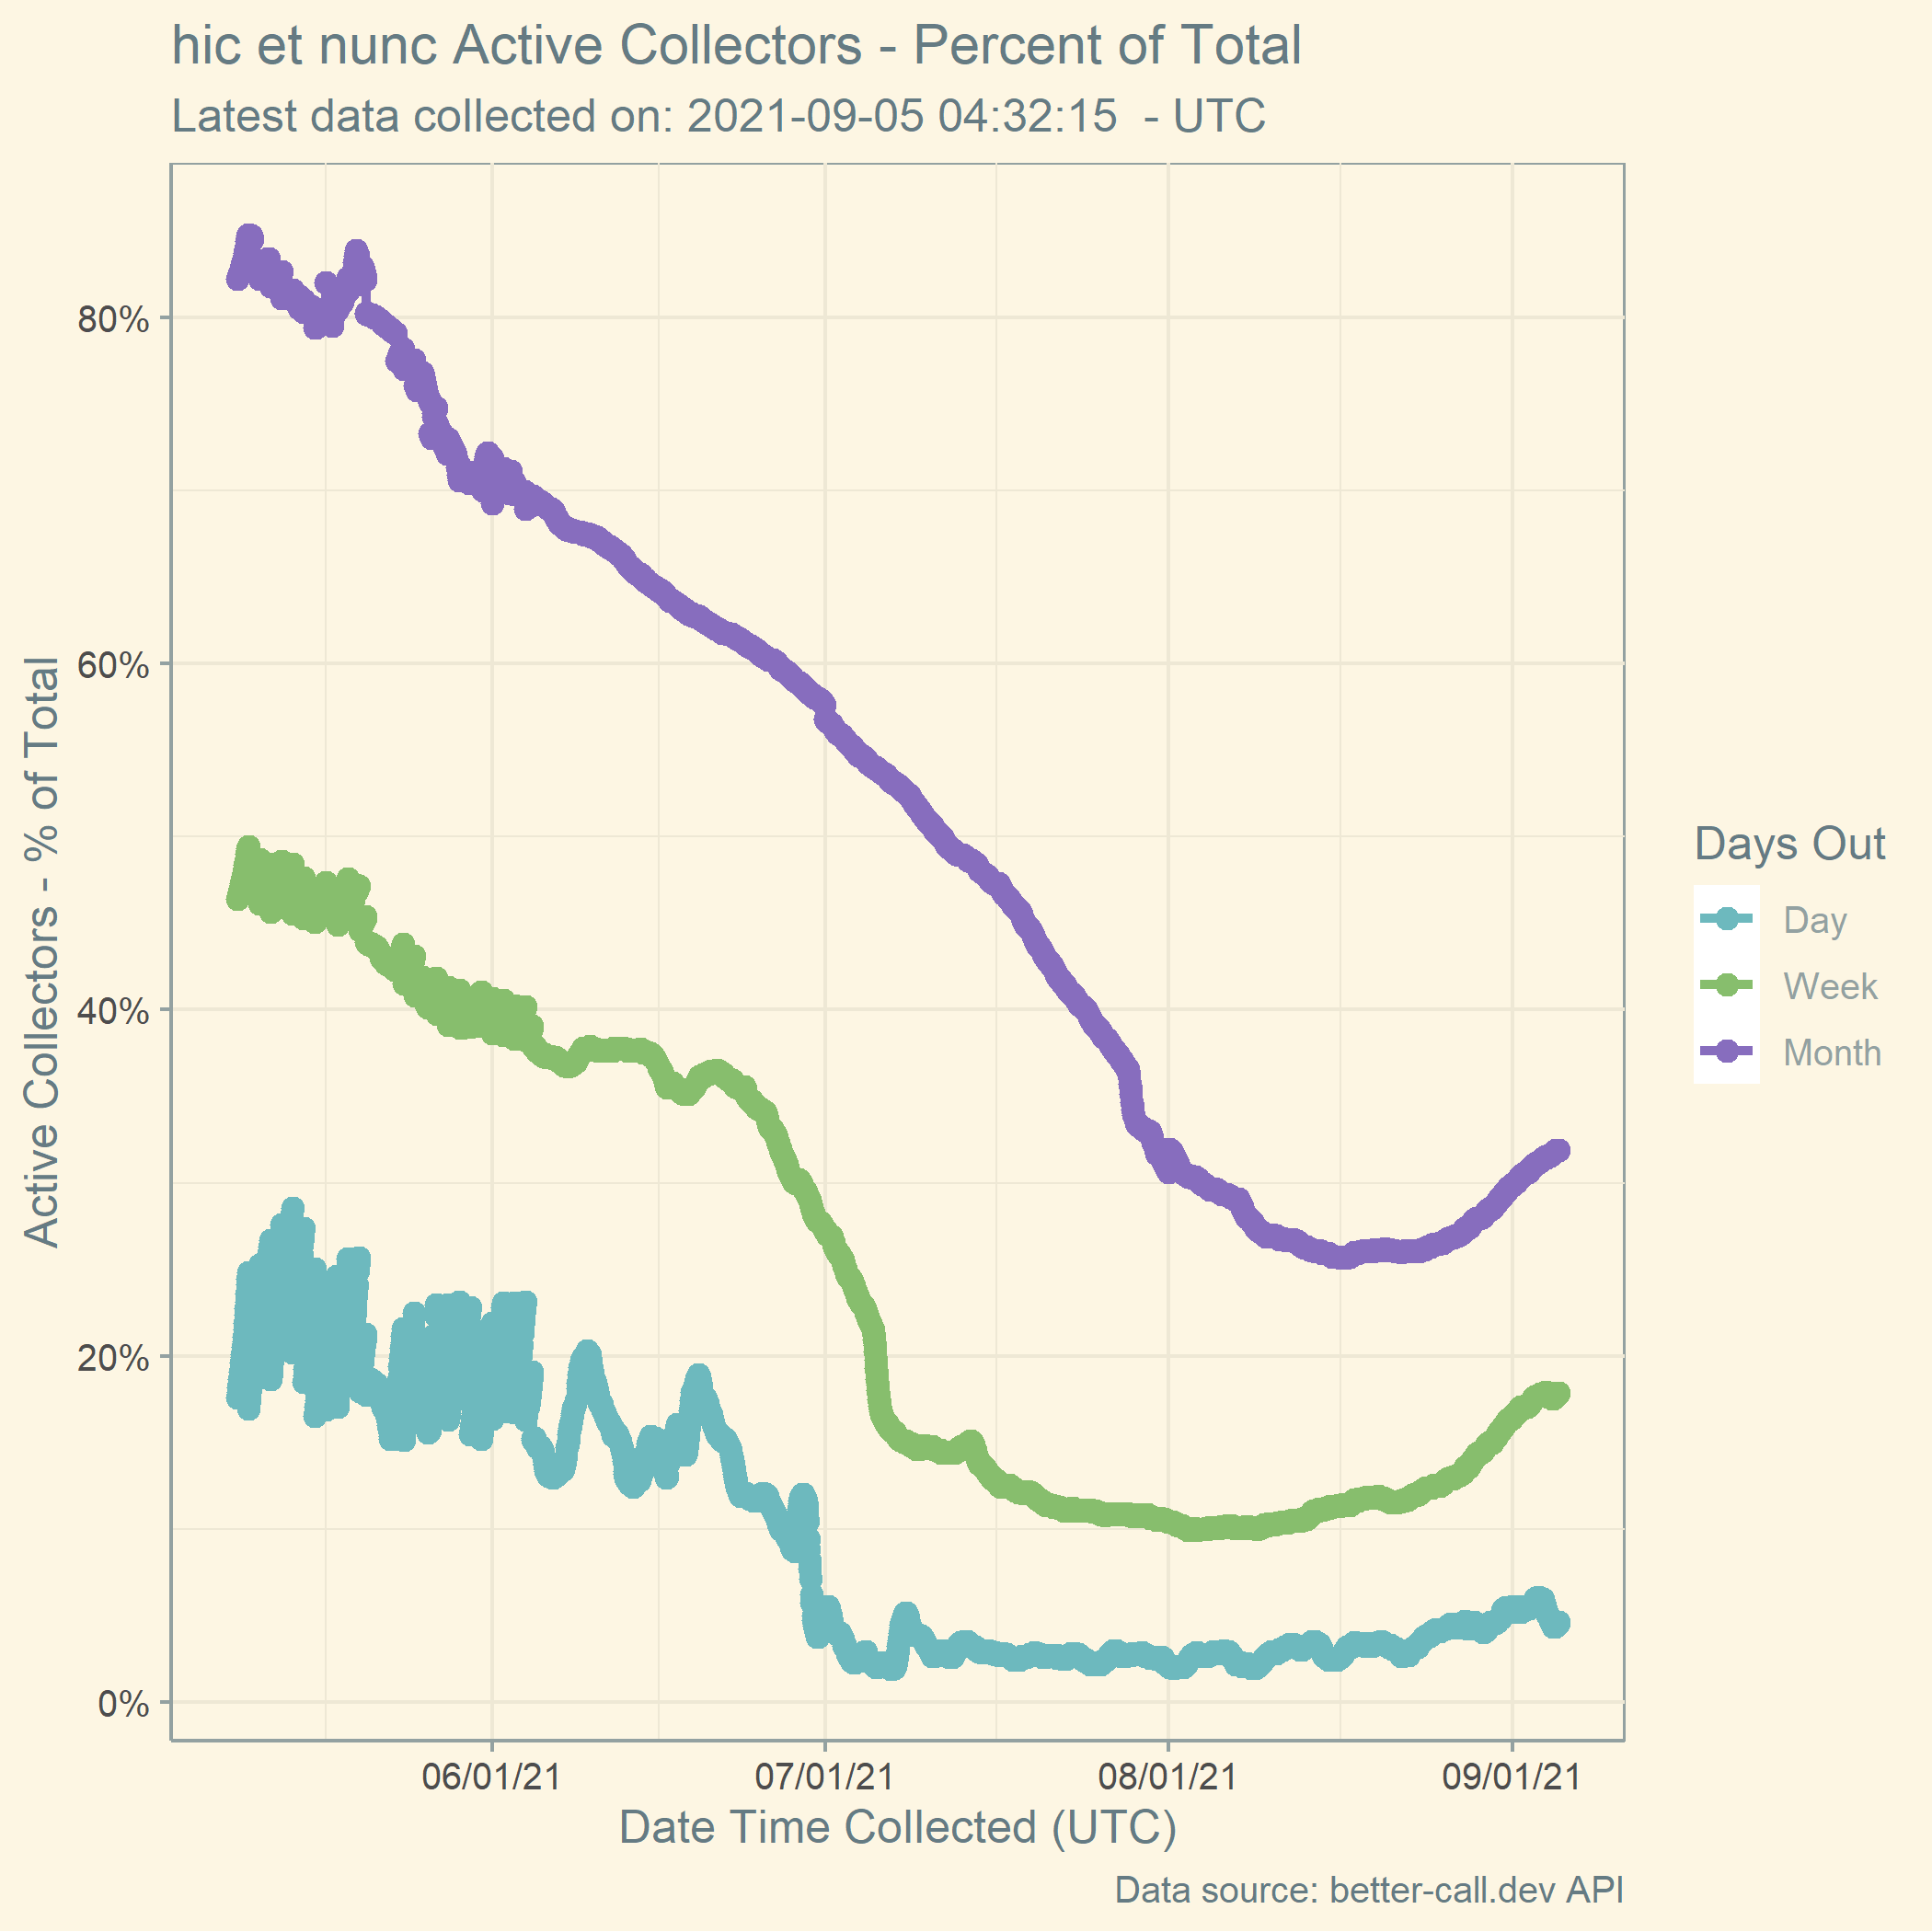 hic et nunc Active Collectors - Percent of Total
Latest data collected on: 2021-09-05 04:32:15  - UTC
Active Collectors - % of Total
80%
60%
40%
20%
0%
06/01/21
07/01/21
08/01/21
09/01/21
Date Time Collected (UTC)
Days Out
Day
Week
Month
Data source: better-call.dev API